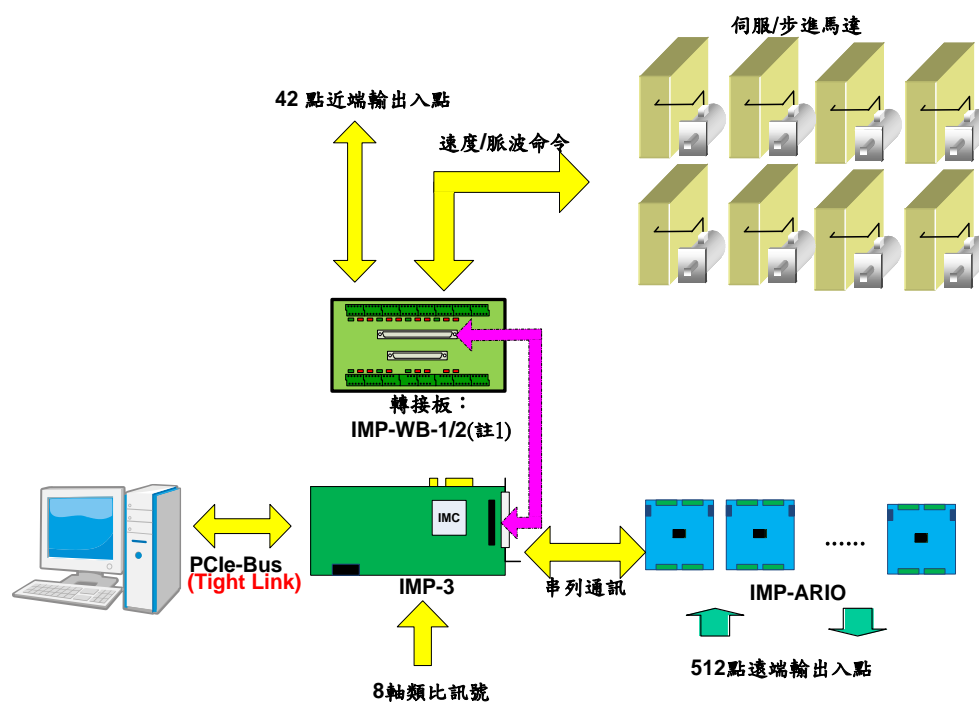 伺服/步進馬達
42 點近端輸出入點
速度/脈波命令
轉接板：
IMP-WB-1/2(註1)
IMC
PCIe-Bus
(Tight Link)
IMP-3
串列通訊
......
IMP-ARIO
512點遠端輸出入點
8軸類比訊號